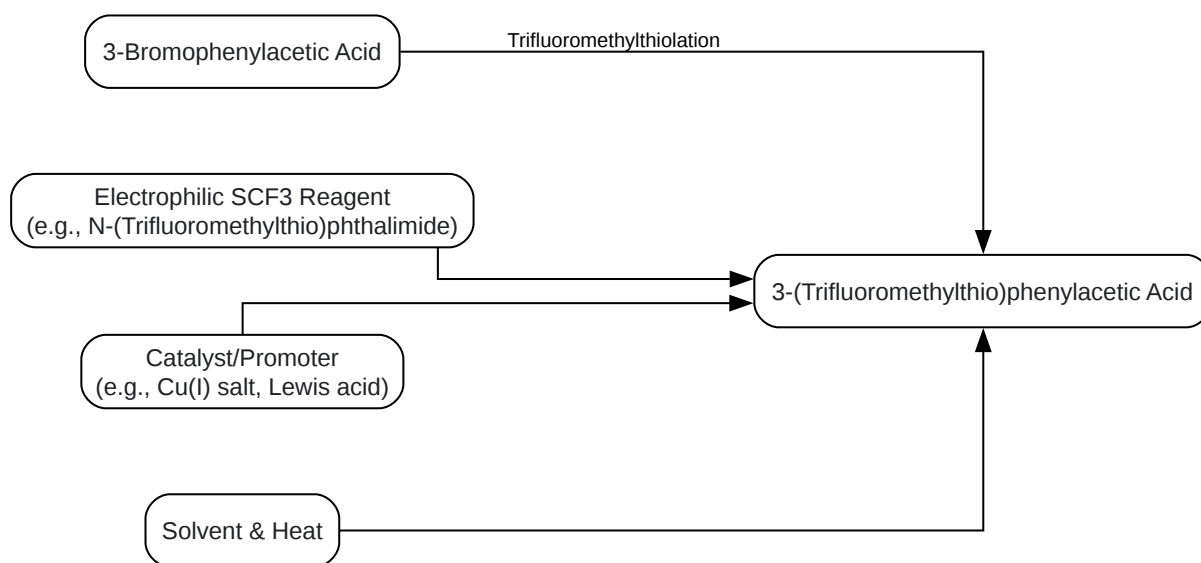 3-Bromophenylacetic Acid
Trifluoromethylthiolation
Electrophilic SCF3 Reagent
(e.g., N-(Trifluoromethylthio)phthalimide)
3-(Trifluoromethylthio)phenylacetic Acid
Catalyst/Promoter
(e.g., Cu(I) salt, Lewis acid)
Solvent & Heat